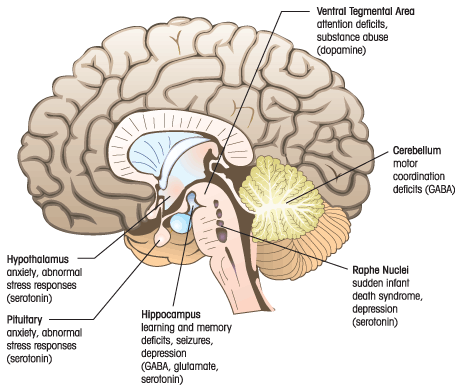 Ventral Tegmental Area
attention deficits,
substance abuse
(dopamine)
Cerebellum
motor
coordination
deficits (GABA)
Hypothalamus
anxiety, abnormal
stress responses
(serotonin)
Pituitary
anxiety, abnormal
stress responses
(serotonin)
Hippocampus
learning and memory
deficits, seizures,
depression
(GABA, glutamate,
serotonin)
Raphe Nuclei
sudden infant
death syndrome,
depression
(serotonin)